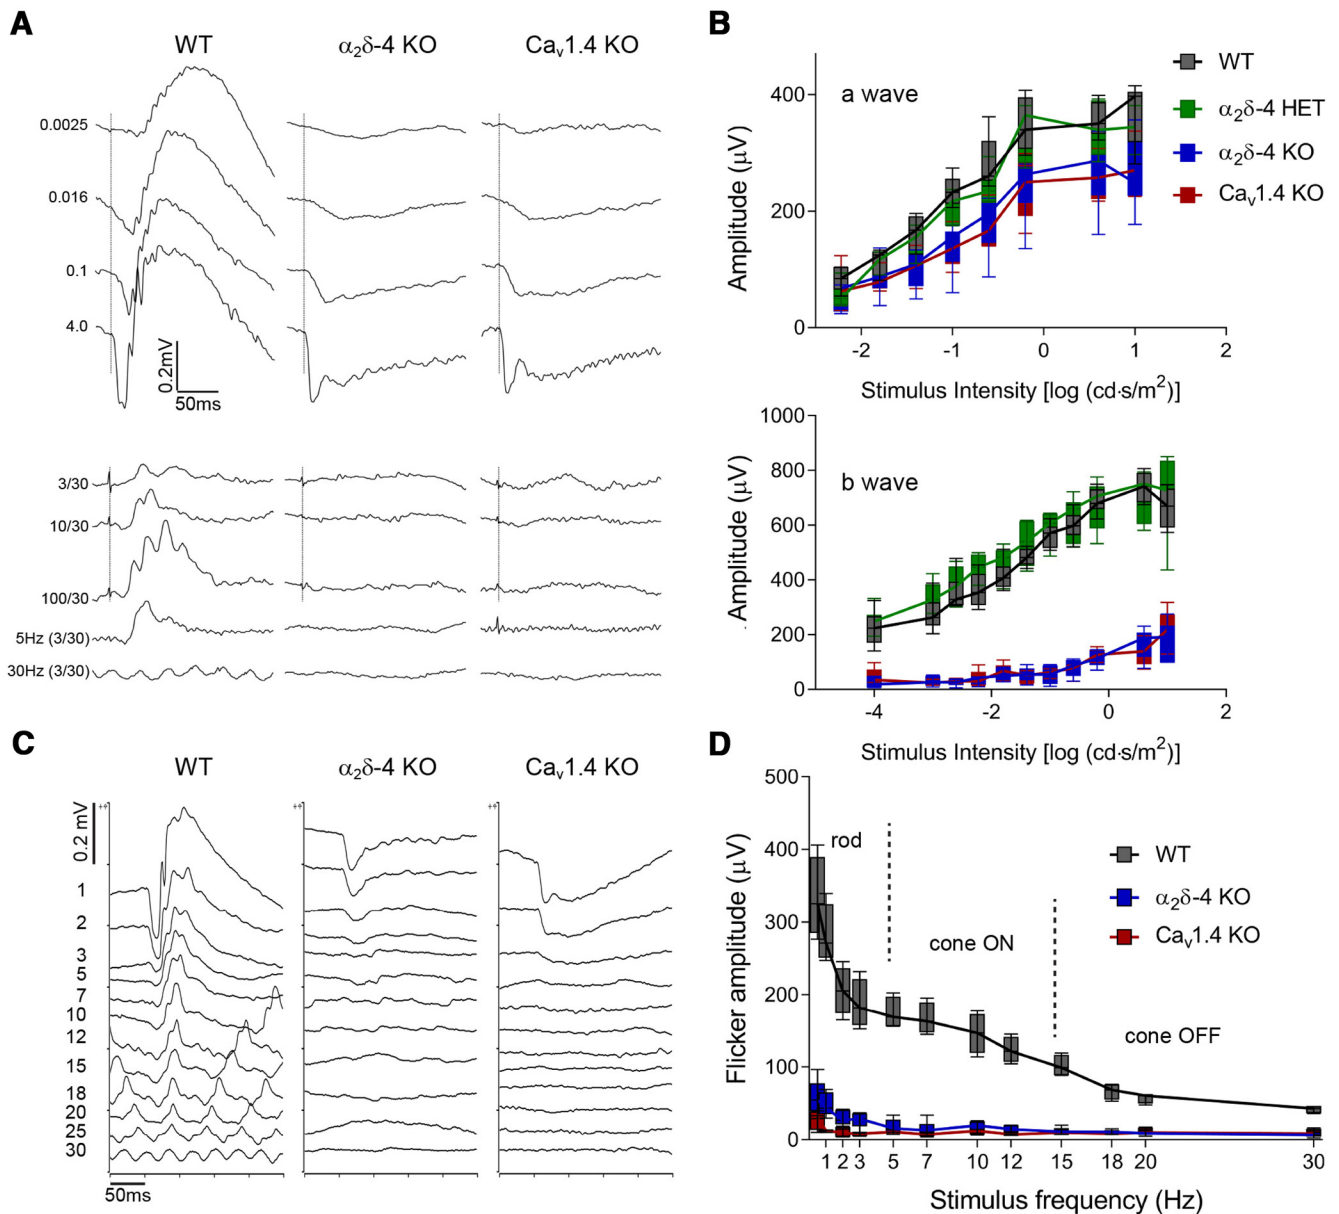 A
WT
α₂δ-4 KO
Caᵥ1.4 KO
0.0025
0.016
0.1
4.0
0.2mV
50ms
3/30
10/30
100/30
5Hz (3/30)
30Hz (3/30)
B
a wave
Amplitude (μV)
400
200
0
-2
-1
0
1
2
Stimulus Intensity [log (cd·s/m²)]
WT
α₂δ-4 HET
α₂δ-4 KO
Caᵥ1.4 KO
b wave
Amplitude (μV)
1000
800
600
400
200
0
-4
-2
0
2
Stimulus Intensity [log (cd·s/m²)]
C
WT
α₂δ-4 KO
Caᵥ1.4 KO
0.2 mV
1
2
3
5
7
10
12
15
18
20
25
30
50ms
D
Flicker amplitude (μV)
500
400
300
200
100
0
rod
cone ON
cone OFF
WT
α₂δ-4 KO
Caᵥ1.4 KO
1
2
3
5
7
10
12
15
18
20
30
Stimulus frequency (Hz)